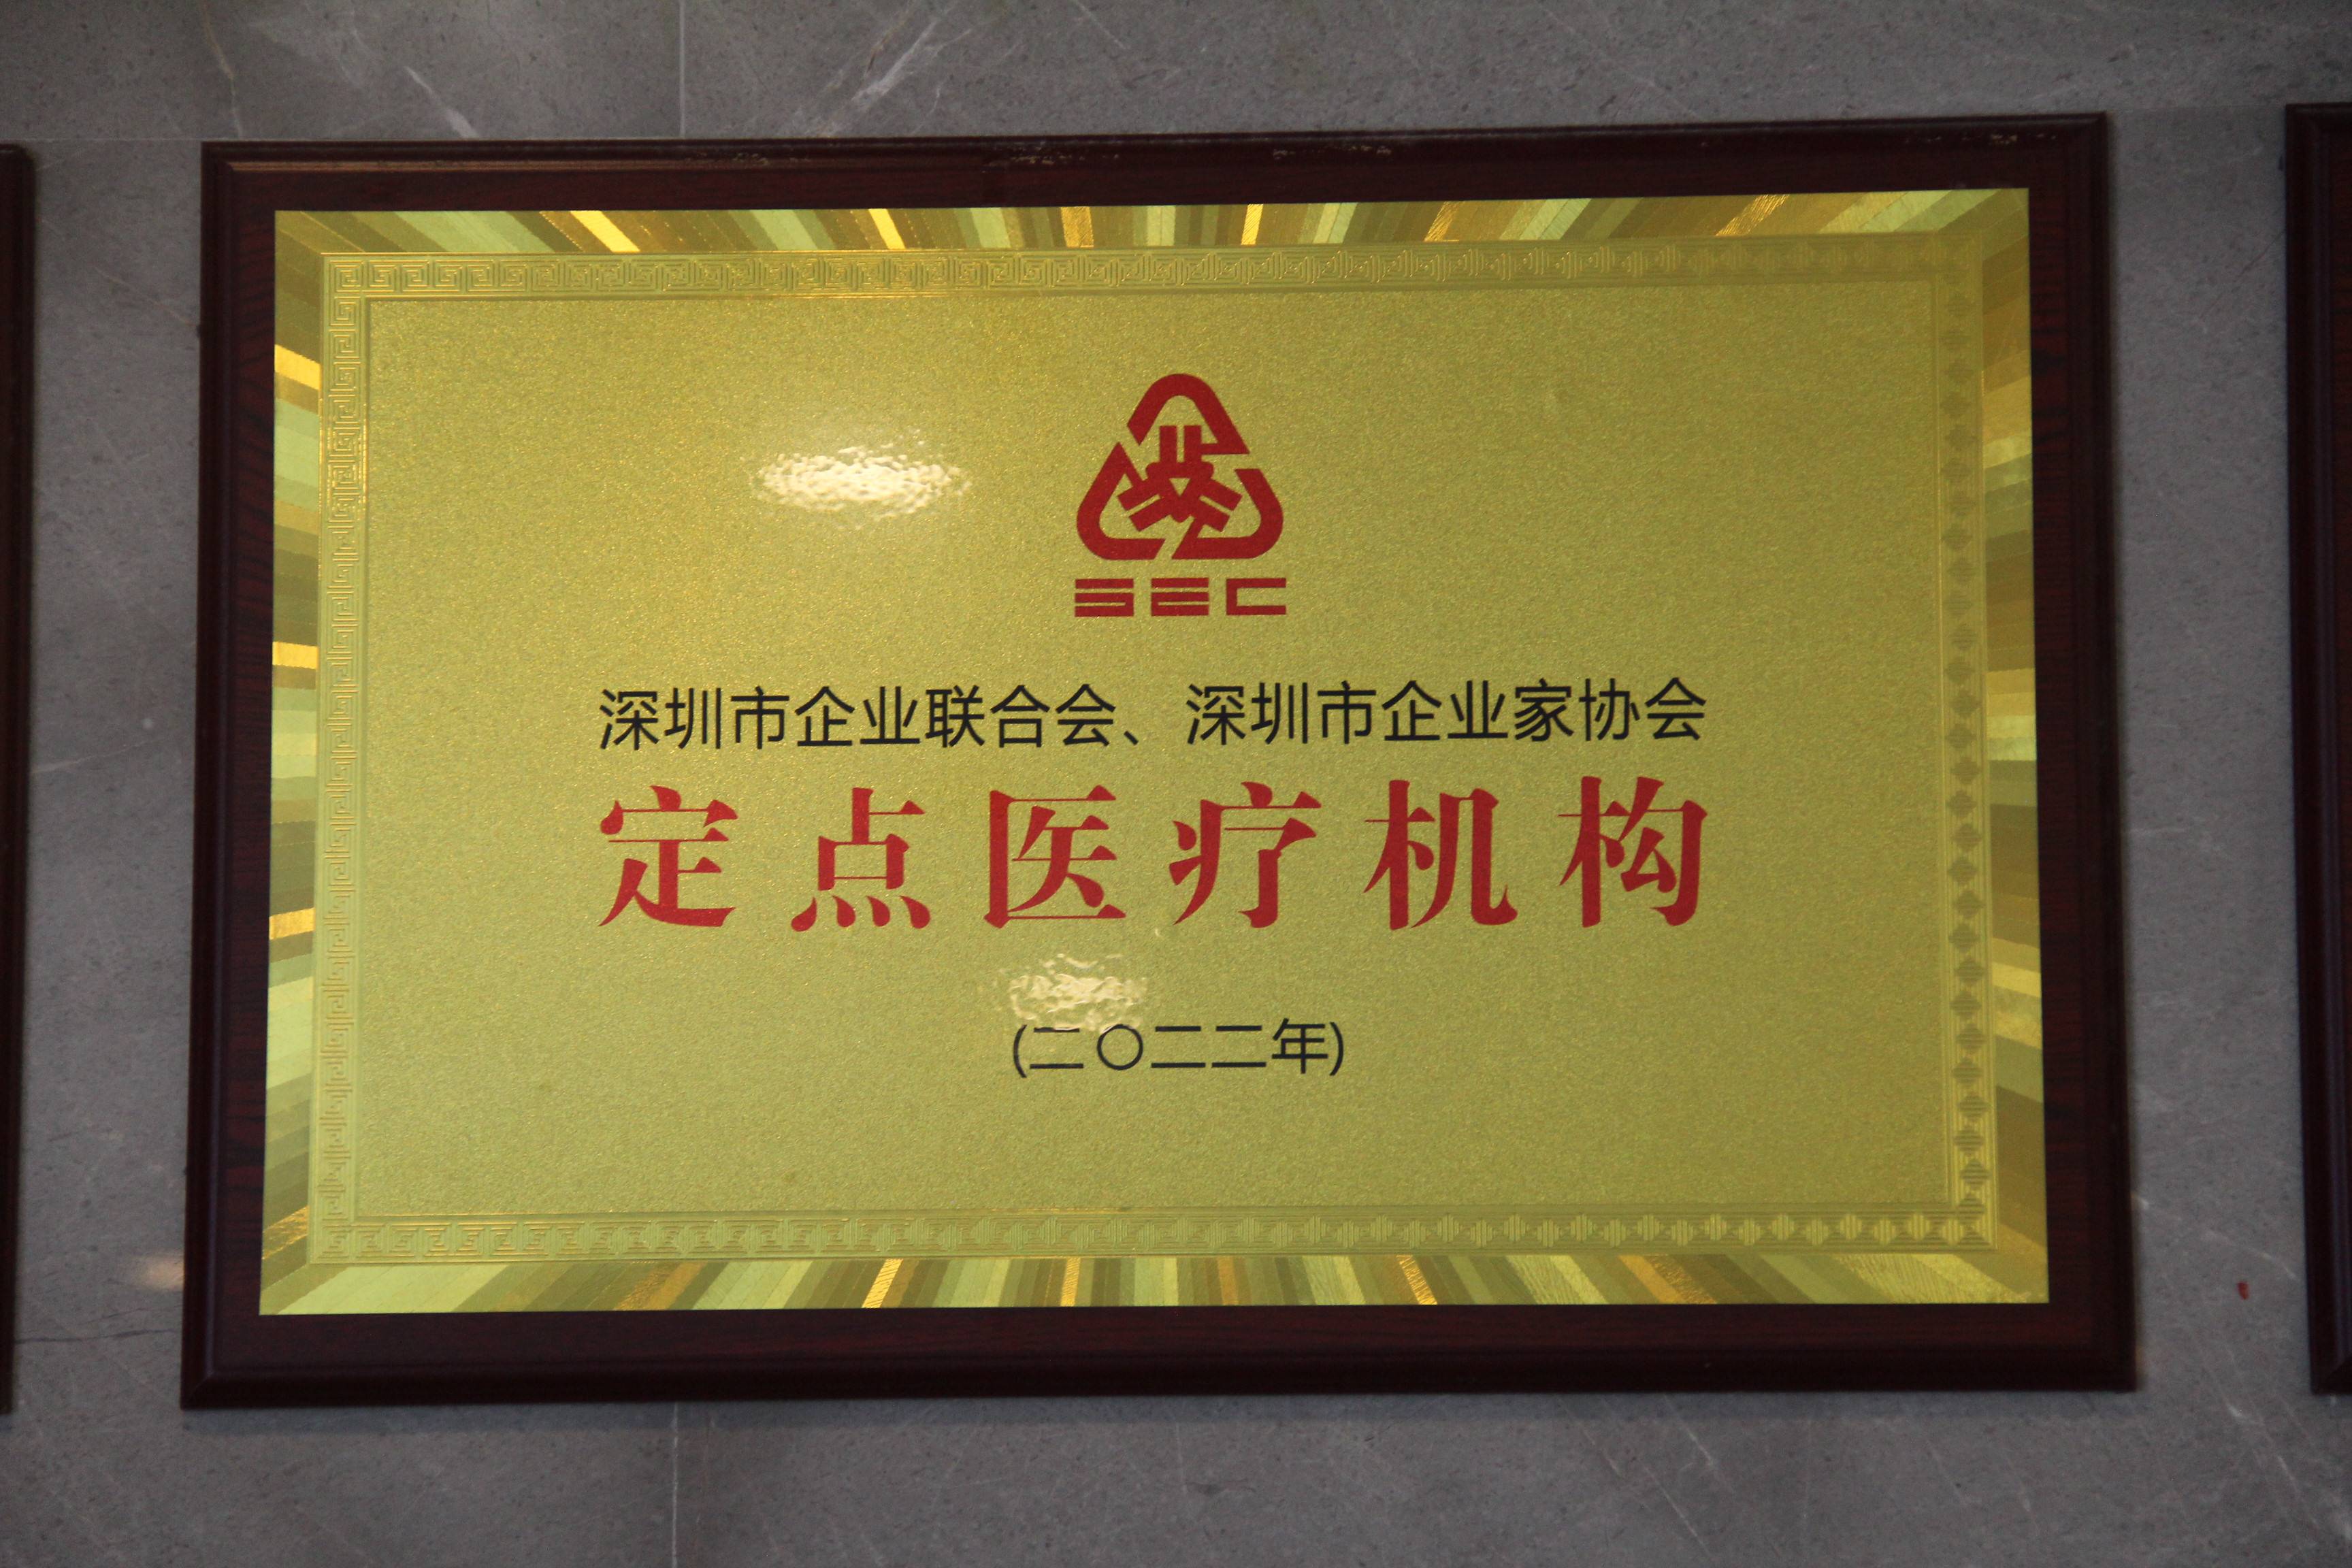 SEC
深圳市企业联合会、深圳市企业家协会
定点医疗机构
(二〇二二年)